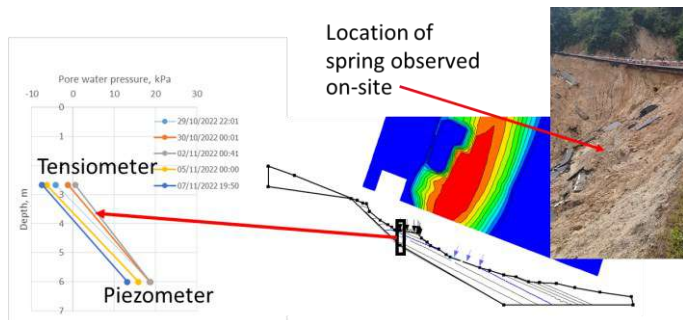 Location of
spring observed
on-site
Pore water pressure, kPa
-10 0 10 20 30
0
1
2
3
4
5
6
7
Depth, m
29/10/2022 22:01
30/10/2022 00:01
02/11/2022 00:41
05/11/2022 00:00
07/11/2022 19:50
Tensiometer
Piezometer